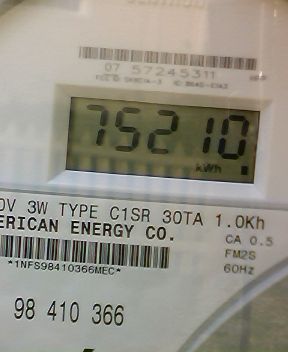 07 57245311
75210
kWh
0V 3W TYPE C1SR 30TA 1.0Kh
ERICAN ENERGY CO.
CA 0.5
FM2S
*1NFS98410366MEC*
60Hz
98 410 366